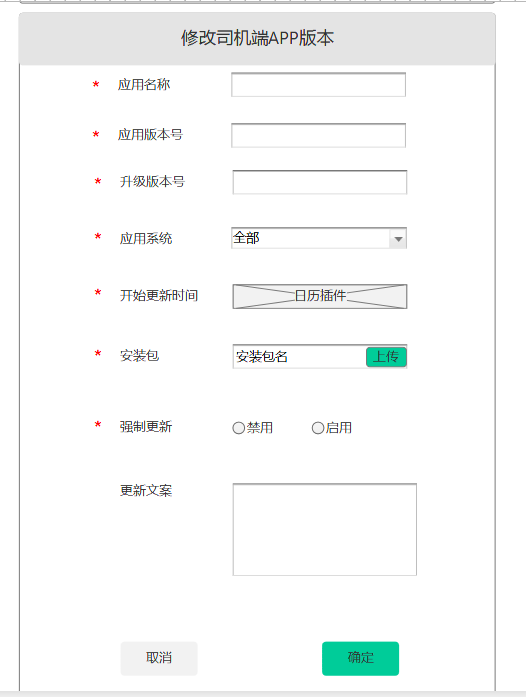 修改司机端APP版本
* 应用名称
* 应用版本号
* 升级版本号
* 应用系统 全部
* 开始更新时间 日历插件
* 安装包 安装包名 上传
* 强制更新 禁用 启用
更新文案
取消 确定